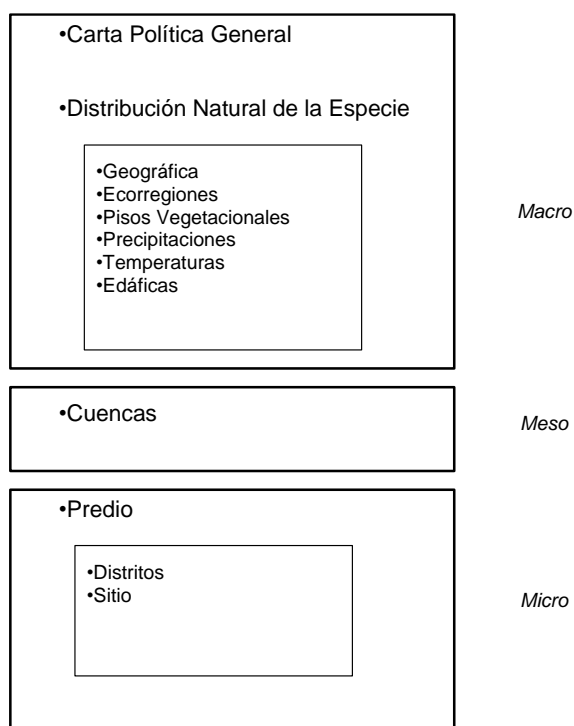 •Carta Política General
•Distribución Natural de la Especie
•Geográfica
•Ecorregiones
•Pisos Vegetacionales
•Precipitaciones
•Temperaturas
•Edáficas
Macro
•Cuencas
Meso
•Predio
•Distritos
•Sitio
Micro